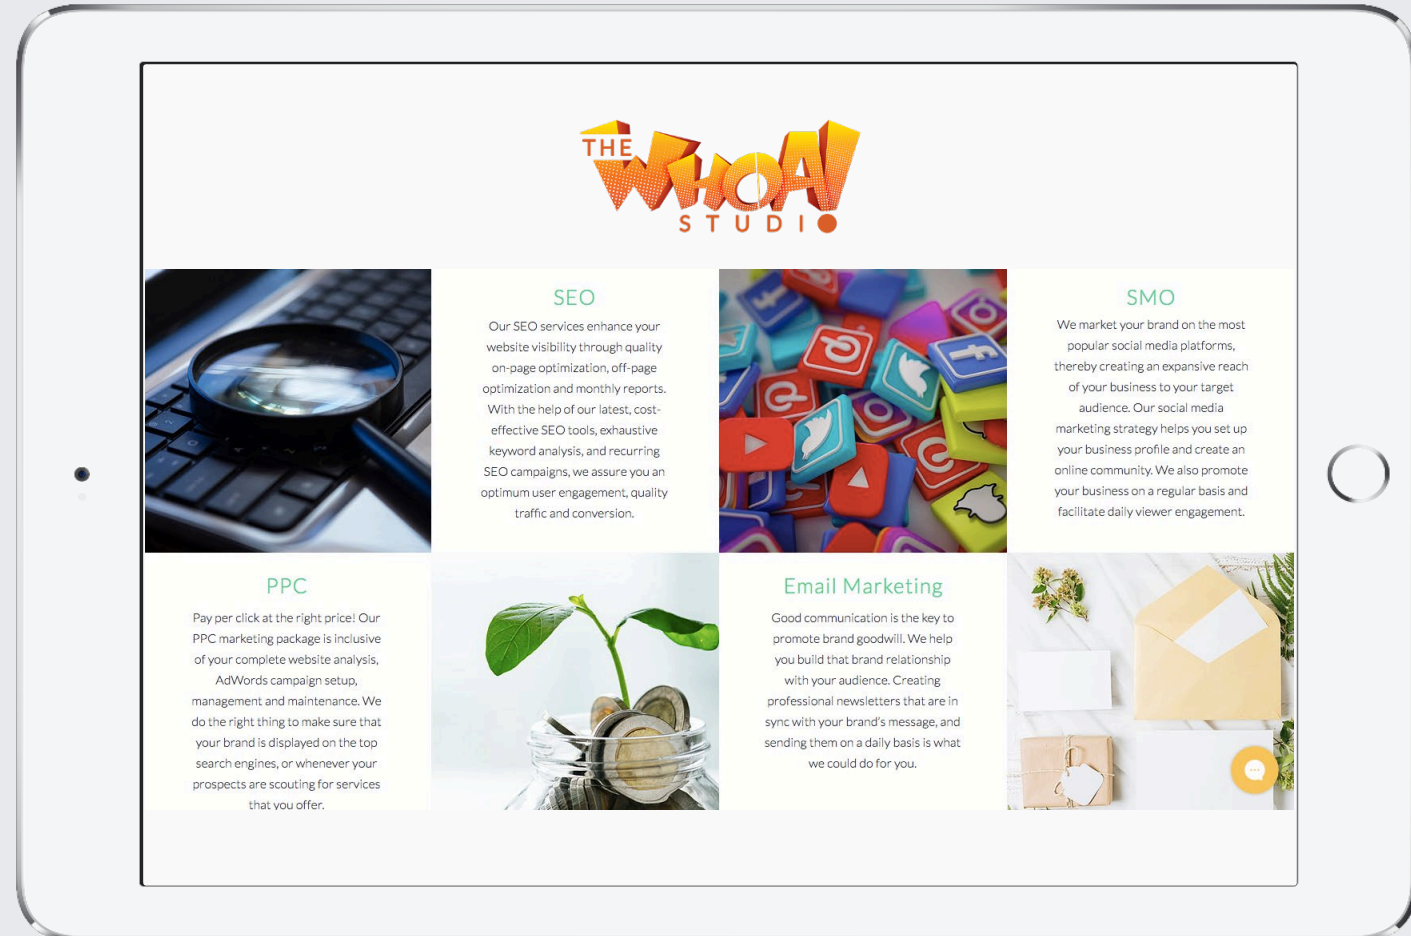 THE
WHOA!
STUDIO
SEO
Our SEO services enhance your
website visibility through quality
on-page optimization, off-page
optimization and monthly reports.
With the help of our latest, cost-
effective SEO tools, exhaustive
keyword analysis, and recurring
SEO campaigns, we assure you an
optimum user engagement, quality
traffic and conversion.
SMO
We market your brand on the most
popular social media platforms,
thereby creating an expansive reach
of your business to your target
audience. Our social media
marketing strategy helps you set up
your business profile and create an
online community. We also promote
your business on a regular basis and
facilitate daily viewer engagement.
PPC
Pay per click at the right price! Our
PPC marketing package is inclusive
of your complete website analysis,
AdWords campaign setup,
management and maintenance. We
do the right thing to make sure that
your brand is displayed on the top
search engines, or whenever your
prospects are scouting for services
that you offer.
Email Marketing
Good communication is the key to
promote brand goodwill. We help
you build that brand relationship
with your audience. Creating
professional newsletters that are in
sync with your brand's message, and
sending them on a daily basis is what
we could do for you.